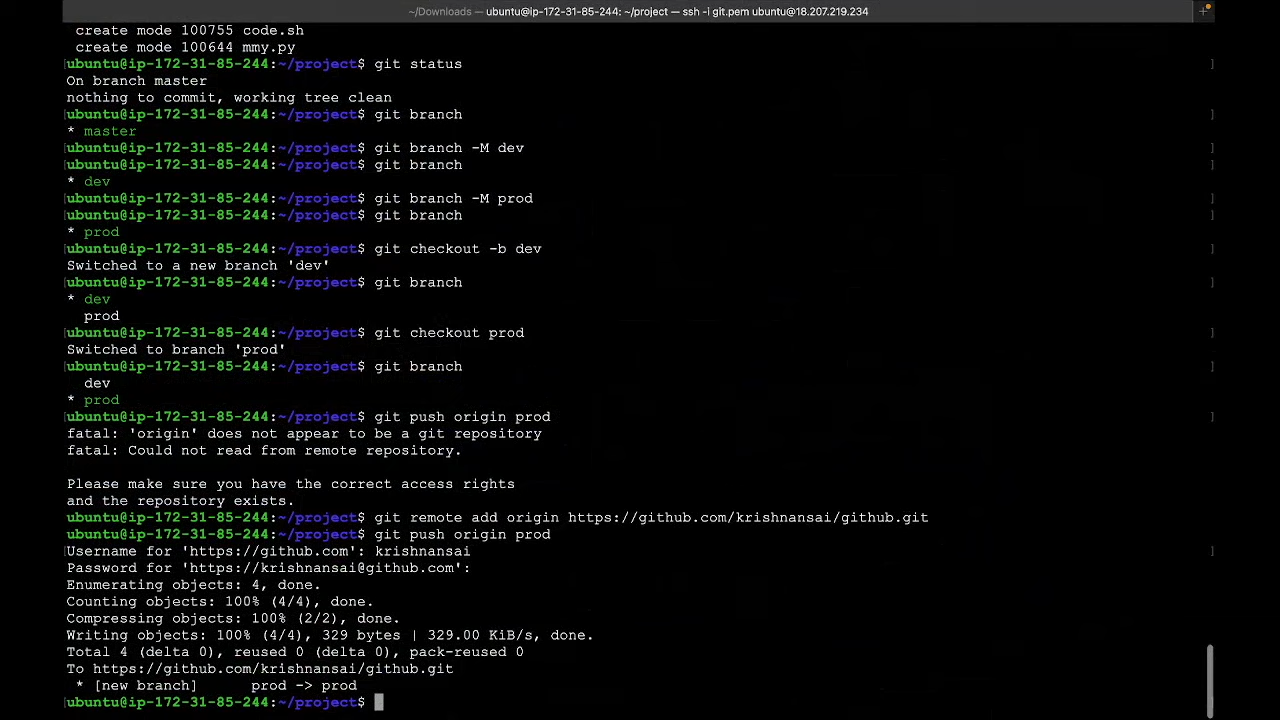 ~/Downloads — ubuntu@ip-172-31-85-244: ~/project — ssh -i git.pem ubuntu@18.207.219.234
create mode 100755 code.sh
create mode 100644 mmy.py
[ubuntu@ip-172-31-85-244:~/project$ git status ]
On branch master
nothing to commit, working tree clean
[ubuntu@ip-172-31-85-244:~/project$ git branch ]
* master
[ubuntu@ip-172-31-85-244:~/project$ git branch -M dev ]
[ubuntu@ip-172-31-85-244:~/project$ git branch ]
* dev
[ubuntu@ip-172-31-85-244:~/project$ git branch -M prod ]
[ubuntu@ip-172-31-85-244:~/project$ git branch ]
* prod
[ubuntu@ip-172-31-85-244:~/project$ git checkout -b dev ]
Switched to a new branch 'dev'
[ubuntu@ip-172-31-85-244:~/project$ git branch ]
* dev
prod
[ubuntu@ip-172-31-85-244:~/project$ git checkout prod ]
Switched to branch 'prod'
[ubuntu@ip-172-31-85-244:~/project$ git branch ]
dev
* prod
[ubuntu@ip-172-31-85-244:~/project$ git push origin prod ]
fatal: 'origin' does not appear to be a git repository
fatal: Could not read from remote repository.
Please make sure you have the correct access rights
and the repository exists.
[ubuntu@ip-172-31-85-244:~/project$ git remote add origin https://github.com/krishnansai/github.git ]
[ubuntu@ip-172-31-85-244:~/project$ git push origin prod ]
[Username for 'https://github.com': krishnansai ]
Password for 'https://krishnansai@github.com':
Enumerating objects: 4, done.
Counting objects: 100% (4/4), done.
Compressing objects: 100% (2/2), done.
Writing objects: 100% (4/4), 329 bytes | 329.00 KiB/s, done.
Total 4 (delta 0), reused 0 (delta 0), pack-reused 0
To https://github.com/krishnansai/github.git
* [new branch] prod -> prod
[ubuntu@ip-172-31-85-244:~/project$